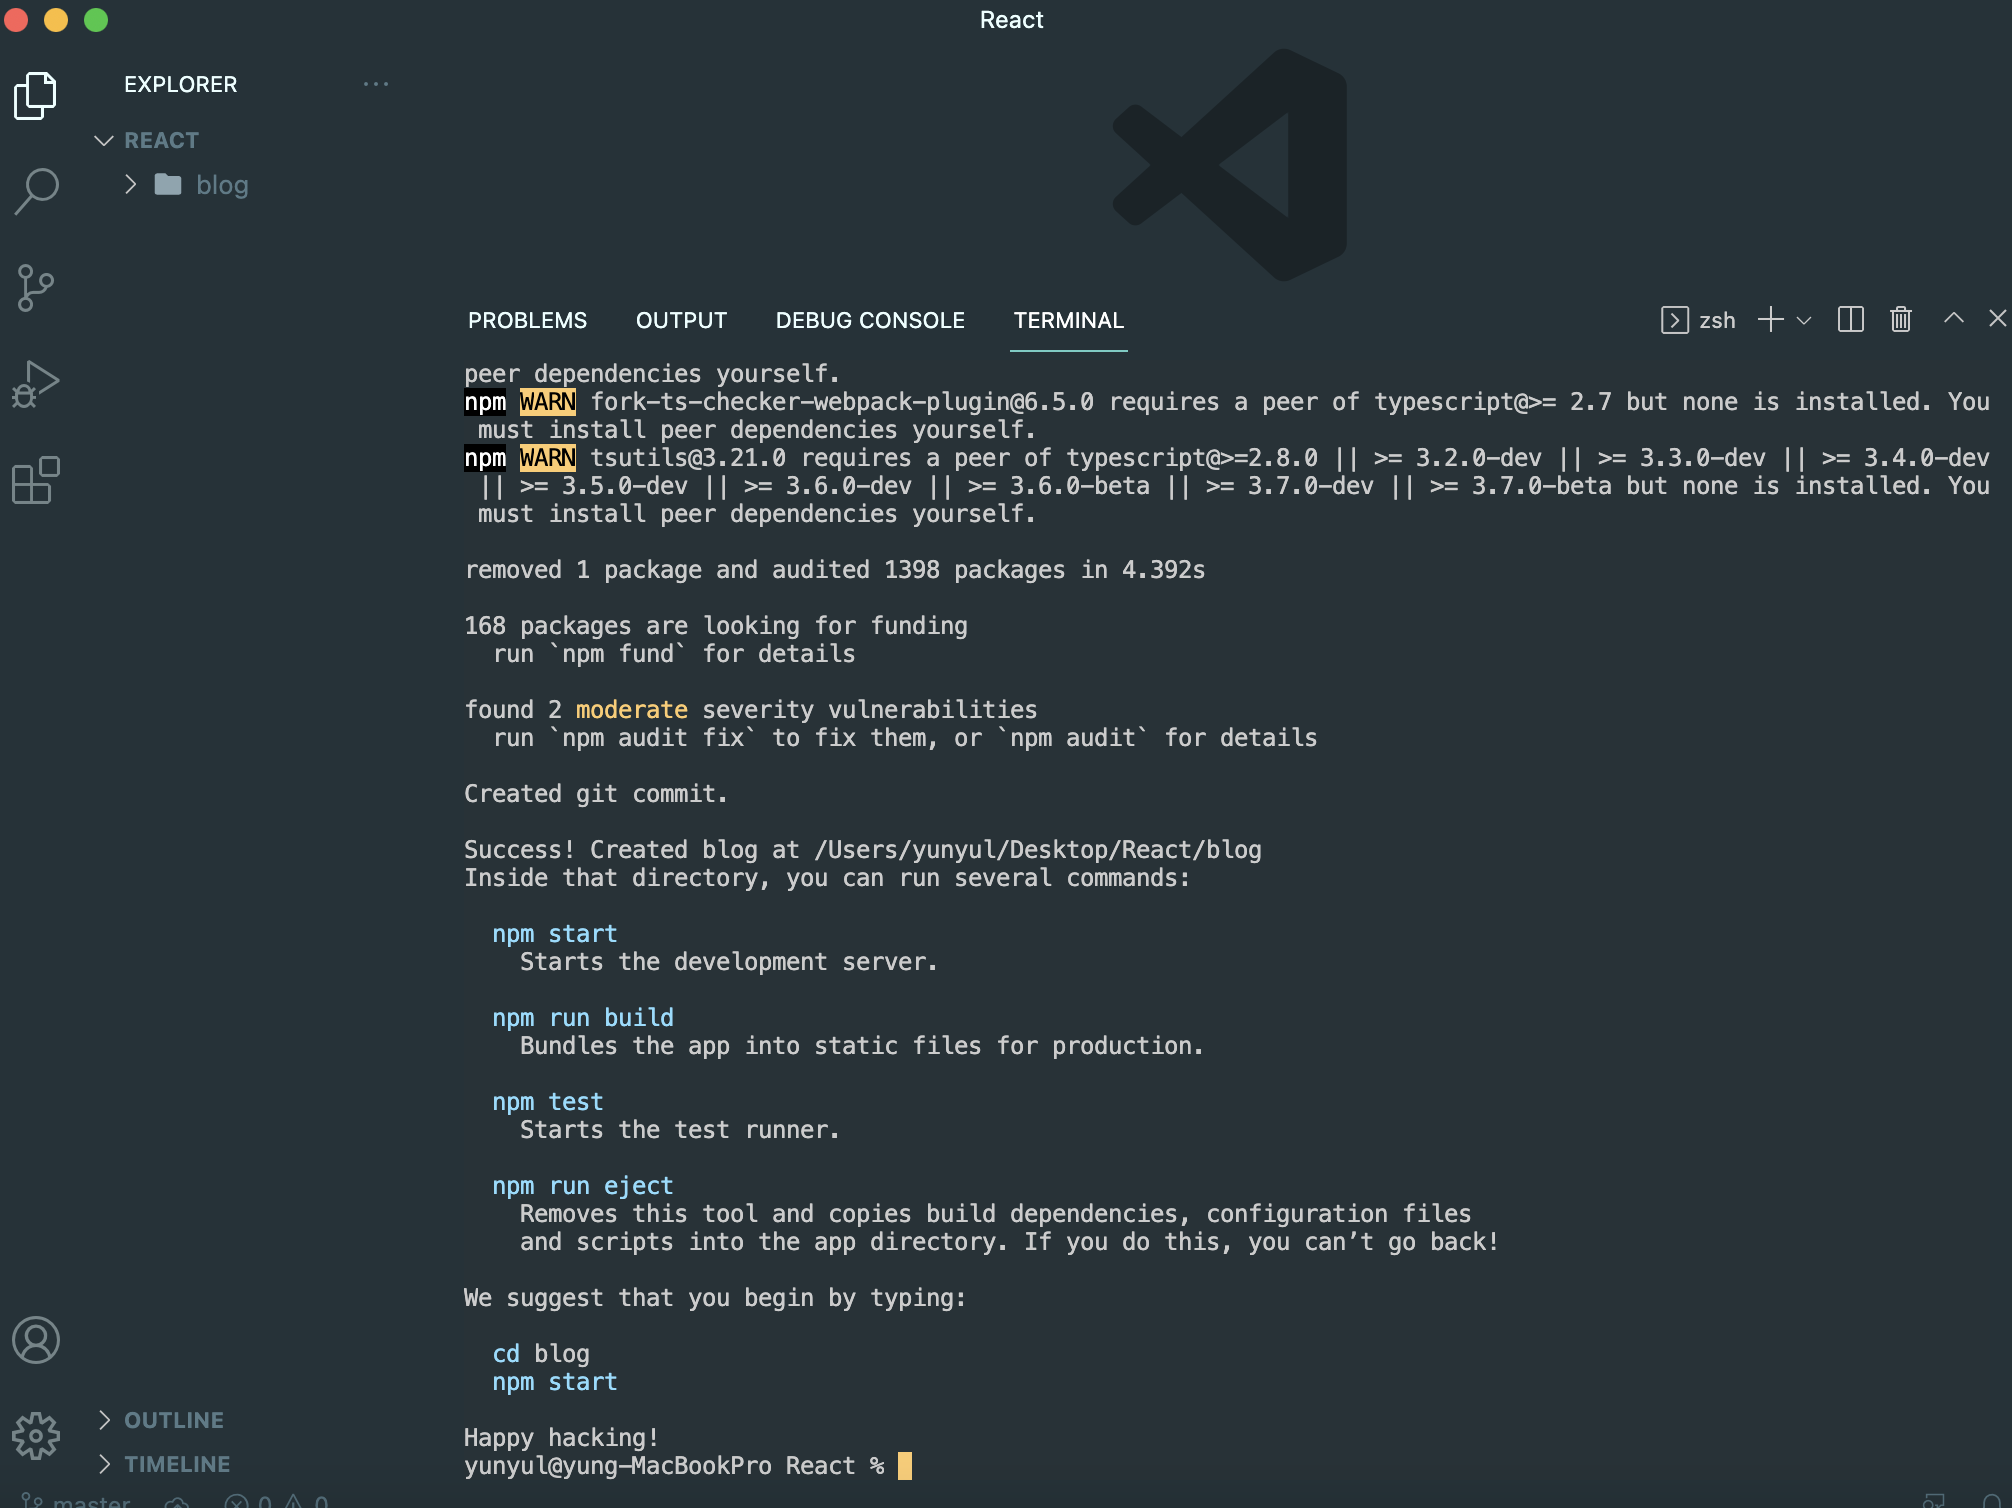 React
EXPLORER
REACT
blog
PROBLEMS OUTPUT DEBUG CONSOLE TERMINAL zsh
peer dependencies yourself.
npm WARN fork-ts-checker-webpack-plugin@6.5.0 requires a peer of typescript@>= 2.7 but none is installed. You
must install peer dependencies yourself.
npm WARN tsutils@3.21.0 requires a peer of typescript@>=2.8.0 || >= 3.2.0-dev || >= 3.3.0-dev || >= 3.4.0-dev
|| >= 3.5.0-dev || >= 3.6.0-dev || >= 3.6.0-beta || >= 3.7.0-dev || >= 3.7.0-beta but none is installed. You
must install peer dependencies yourself.
removed 1 package and audited 1398 packages in 4.392s
168 packages are looking for funding
run `npm fund` for details
found 2 moderate severity vulnerabilities
run `npm audit fix` to fix them, or `npm audit` for details
Created git commit.
Success! Created blog at /Users/yunyul/Desktop/React/blog
Inside that directory, you can run several commands:
npm start
Starts the development server.
npm run build
Bundles the app into static files for production.
npm test
Starts the test runner.
npm run eject
Removes this tool and copies build dependencies, configuration files
and scripts into the app directory. If you do this, you can’t go back!
We suggest that you begin by typing:
cd blog
npm start
Happy hacking!
yunyul@yung-MacBookPro React %
OUTLINE
TIMELINE
master 0 0